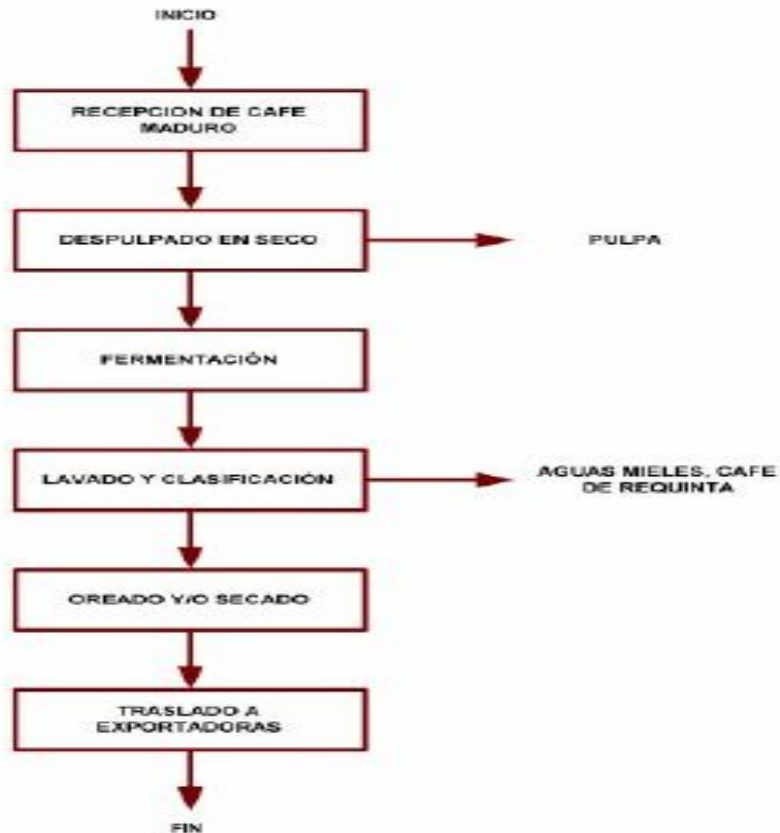 INICIO
RECEPCION DE CAFE
MADURO
DESPULPADO EN SECO
PULPA
FERMENTACIÓN
LAVADO Y CLASIFICACIÓN
AGUAS MIELES, CAFE
DE REQUINTA
OREADO Y/O SECADO
TRASLADO A
EXPORTADORAS
FIN